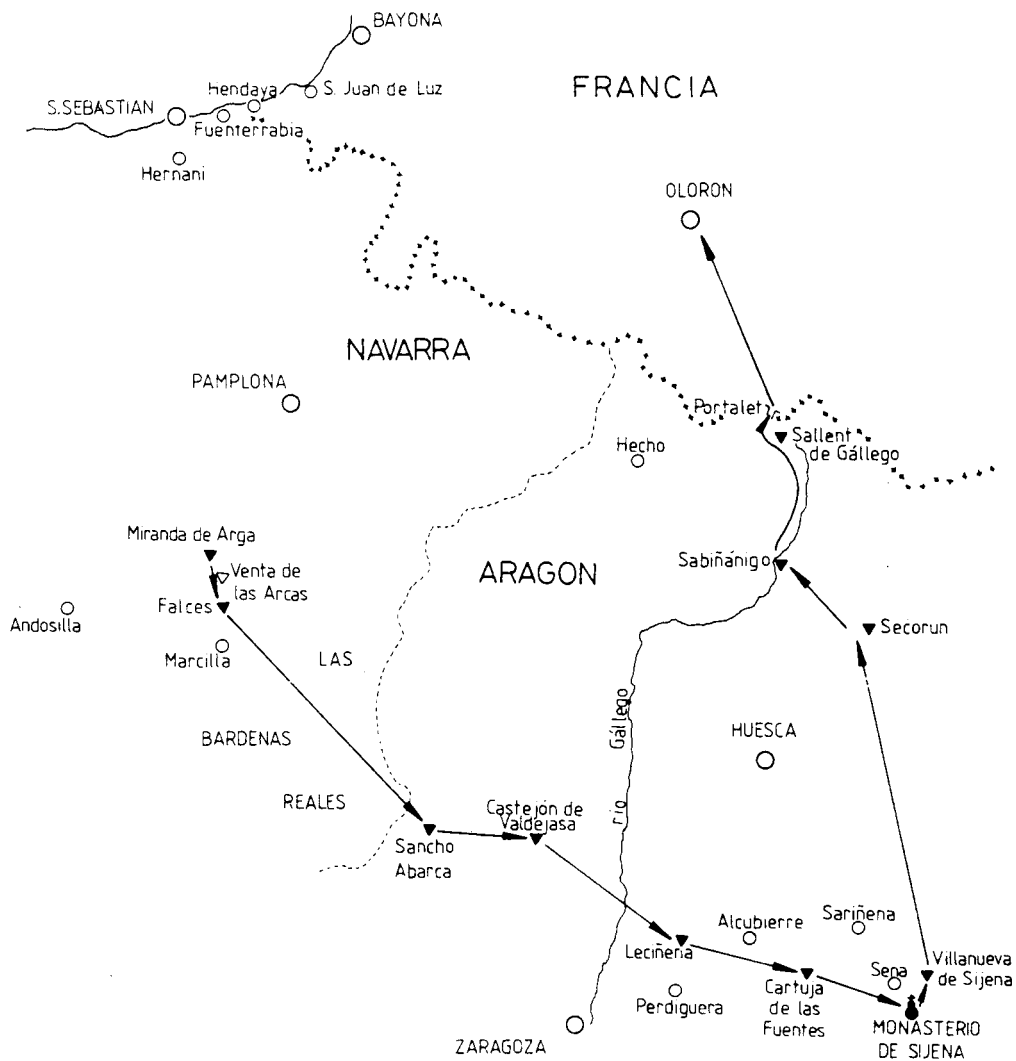 BAYONA
FRANCIA
Hendaya
S. Juan de Luz
S.SEBASTIAN
Fuenterrabia
Hernani
OLORON
NAVARRA
PAMPLONA
Portalet
Sallent
de Gállego
Hecho
Miranda de Arga
Venta de
las Arcas
ARAGON
Sabiñánigo
Falces
Andosilla
Secorun
Marcilla
LAS
BARDENAS
REALES
río Gállego
HUESCA
Castejón de
Valdejasa
Sancho
Abarca
Alcubierre
Sariñena
Leciñena
Sena
Villanueva
de Sijena
Perdiguera
Cartuja
de las
Fuentes
MONASTERIO
DE SIJENA
ZARAGOZA